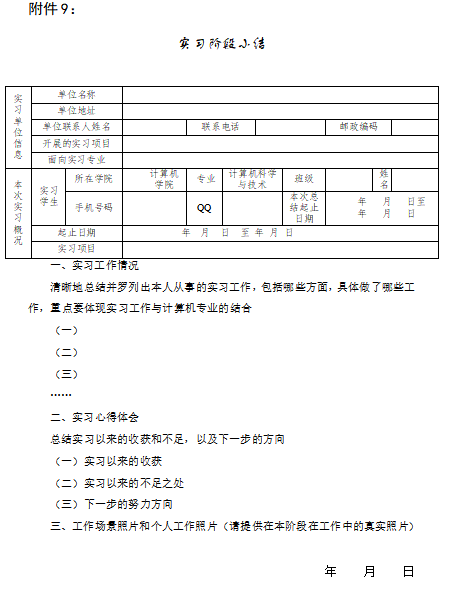 附件9：
实习阶段小结
实习单位信息
单位名称
单位地址
单位联系人姓名 联系电话 邮政编码
开展的实习项目
面向实习专业
本次实习概况
实习学生
所在学院 计算机学院 专业 计算机科学与技术 班级 姓名
手机号码 QQ 本次总结起止日期 年 月 日至 年 月 日
起止日期 年 月 日 至 年 月 日
实习项目
一、实习工作情况
清晰地总结并罗列出本人从事的实习工作，包括哪些方面，具体做了哪些工
作，重点要体现实习工作与计算机专业的结合
（一）
（二）
（三）
……
二、实习心得体会
总结实习以来的收获和不足，以及下一步的方向
（一）实习以来的收获
（二）实习以来的不足之处
（三）下一步的努力方向
三、工作场景照片和个人工作照片（请提供在本阶段在工作中的真实照片）
年 月 日